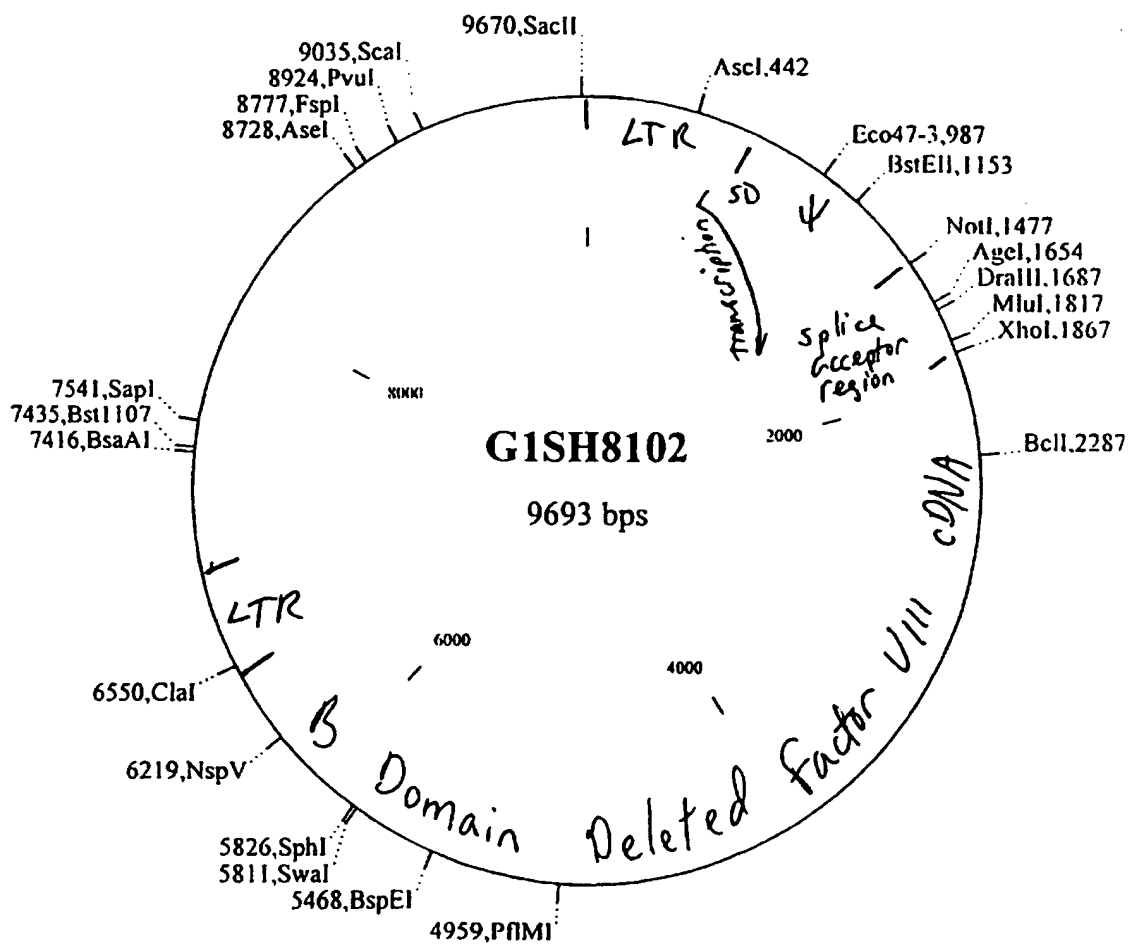 9670,SacII
9035,ScaI
8924,PvuI
8777,FspI
8728,AseI
AscI,442
Eco47-3,987
BstEII,1153
NotI,1477
AgeI,1654
DraIII,1687
MluI,1817
XhoI,1867
BclI,2287
LTR
SD
Ψ
transcription
splice
acceptor
region
8000
2000
G1SH8102
9693 bps
7541,SapI
7435,Bst1107
7416,BsaAI
cDNA
LTR
6000
4000
6550,ClaI
6219,NspV
5826,SphI
5811,SwaI
5468,BspEI
4959,PflMI
B Domain Deleted Factor VIII